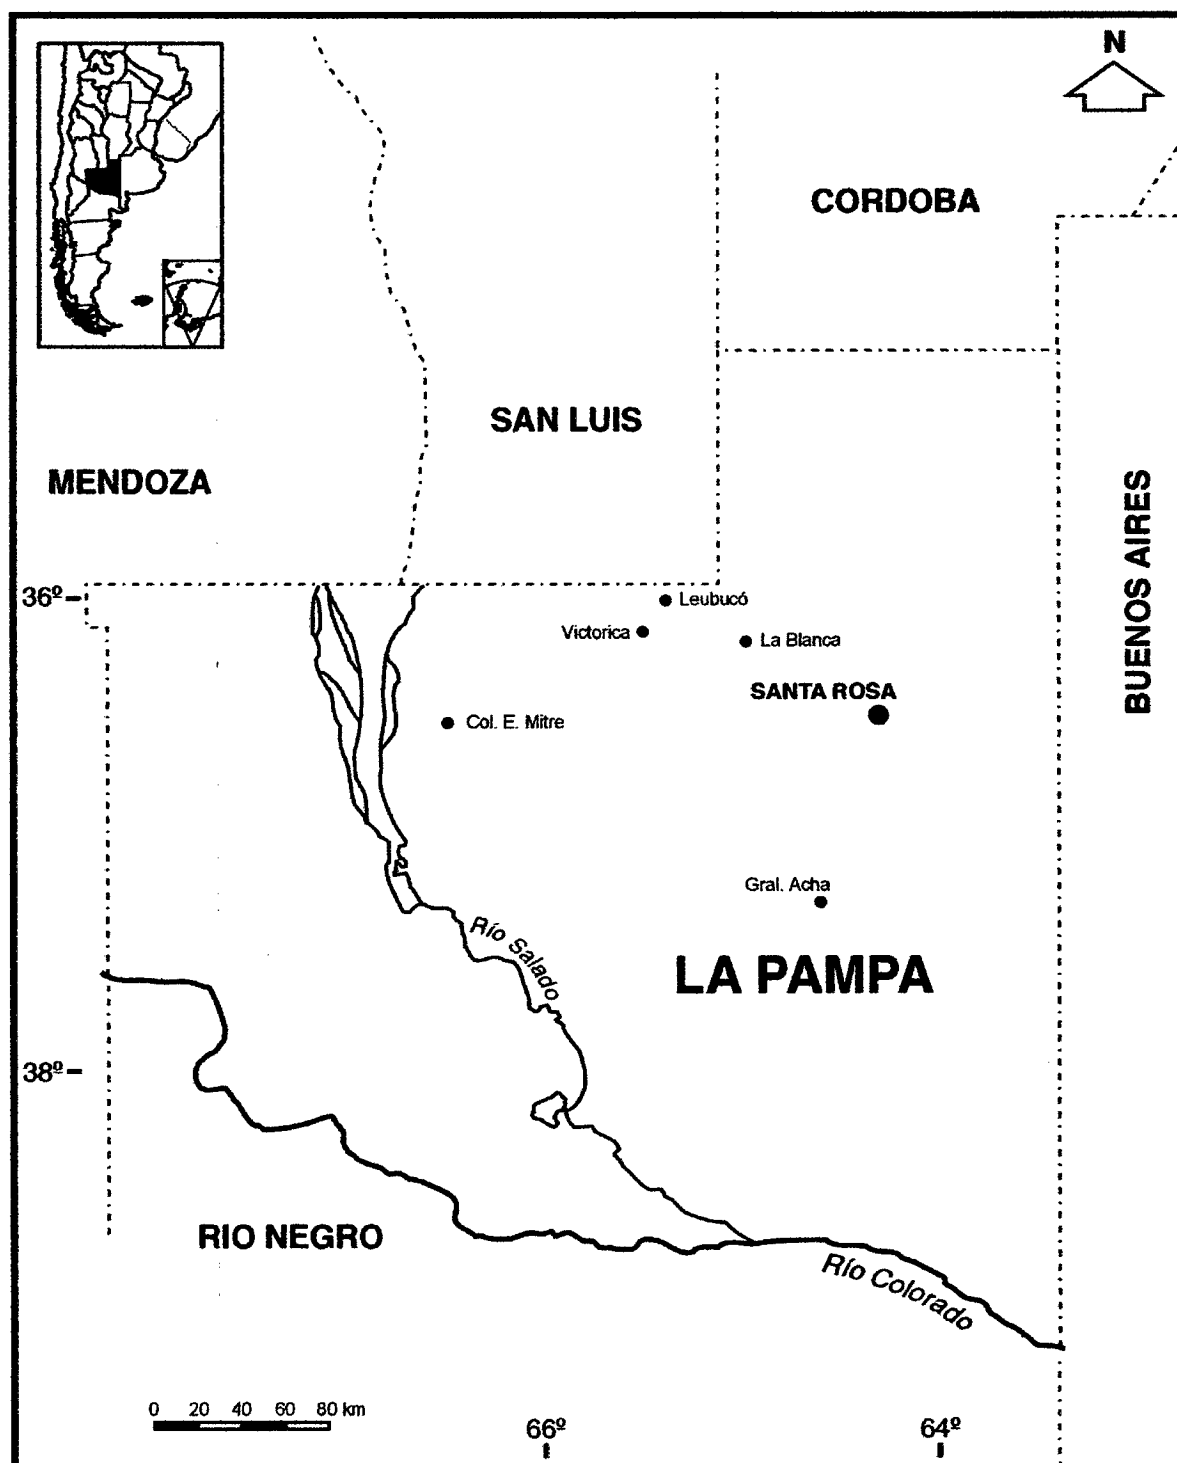 N
CORDOBA
SAN LUIS
MENDOZA
BUENOS AIRES
36º
Leubucó
Victorica
La Blanca
SANTA ROSA
Col. E. Mitre
Gral. Acha
Río Salado
LA PAMPA
38º
RIO NEGRO
Río Colorado
0 20 40 60 80 km
66º
64º